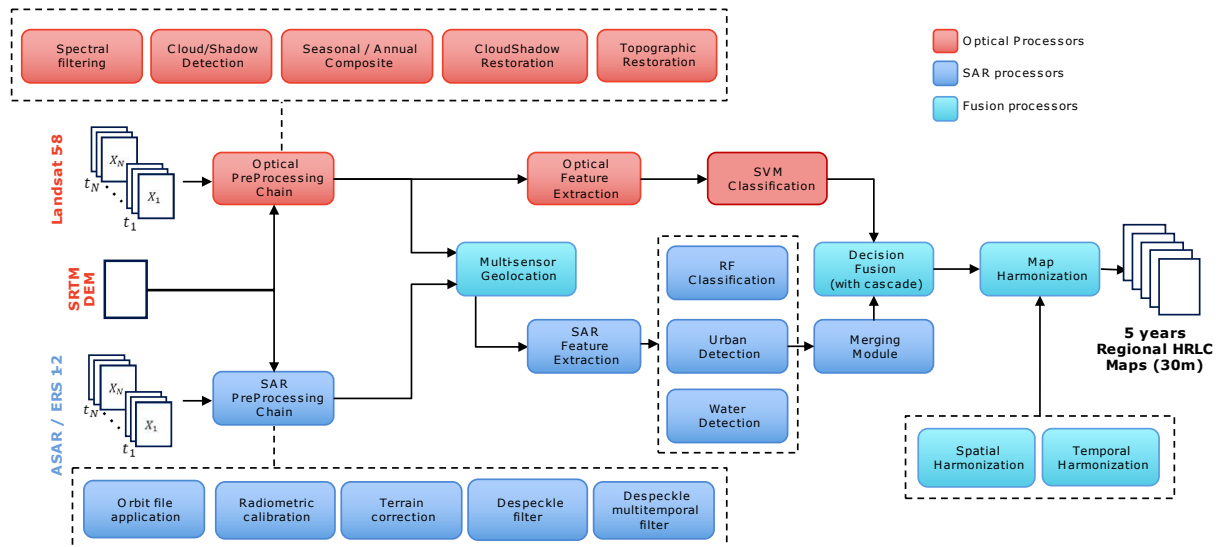 Spectral
filtering
Cloud/Shadow
Detection
Seasonal / Annual
Composite
CloudShadow
Restoration
Topographic
Restoration
Optical Processors
SAR processors
Fusion processors
Landsat 5-8
X_N
t_N
X_1
t_1
Optical
PreProcessing
Chain
Optical
Feature
Extraction
SVM
Classification
SRTM
DEM
Multi-sensor
Geolocation
RF
Classification
Decision
Fusion
(with cascade)
Map
Harmonization
SAR
Feature
Extraction
Urban
Detection
Merging
Module
5 years
Regional HRLC
Maps (30m)
ASAR / ERS 1-2
X_N
t_N
X_1
t_1
SAR
PreProcessing
Chain
Water
Detection
Spatial
Harmonization
Temporal
Harmonization
Orbit file
application
Radiometric
calibration
Terrain
correction
Despeckle
filter
Despeckle
multitemporal
filter